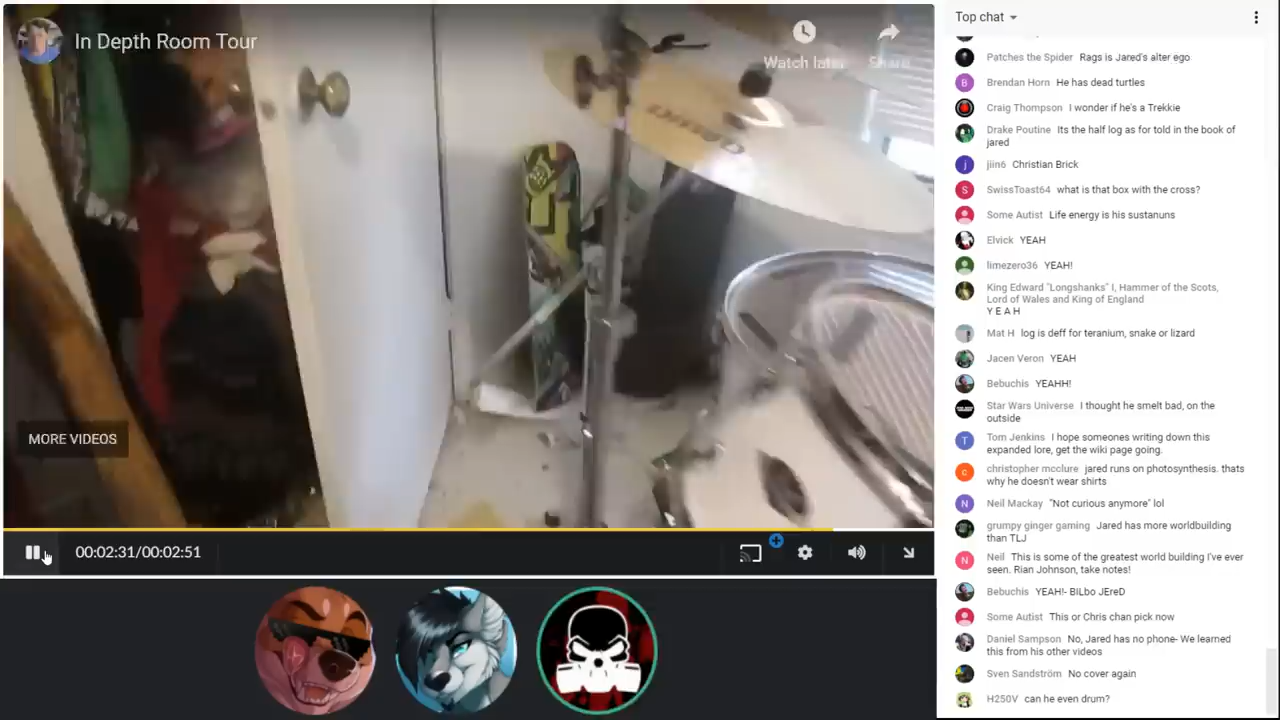 In Depth Room Tour
Watch later
Share
MORE VIDEOS
00:02:31/00:02:51
Top chat
Patches the Spider Rags is Jared's alter ego
Brendan Horn He has dead turtles
Craig Thompson I wonder if he's a Trekkie
Drake Poutine Its the half log as for told in the book of
jared
jiin6 Christian Brick
SwissToast64 what is that box with the cross?
Some Autist Life energy is his sustanuns
Elvick YEAH
limezero36 YEAH!
King Edward "Longshanks" I, Hammer of the Scots,
Lord of Wales and King of England
Y E A H
Mat H log is deff for teranium, snake or lizard
Jacen Veron YEAH
Bebuchis YEAHH!
Star Wars Universe I thought he smelt bad, on the
outside
Tom Jenkins I hope someones writing down this
expanded lore, get the wiki page going.
christopher mcclure jared runs on photosynthesis. thats
why he doesn't wear shirts
Neil Mackay "Not curious anymore" lol
grumpy ginger gaming Jared has more worldbuilding
than TLJ
Neil This is some of the greatest world building I've ever
seen. Rian Johnson, take notes!
Bebuchis YEAH!- BiLbo JEreD
Some Autist This or Chris chan pick now
Daniel Sampson No, Jared has no phone- We learned
this from his other videos
Sven Sandström No cover again
H250V can he even drum?